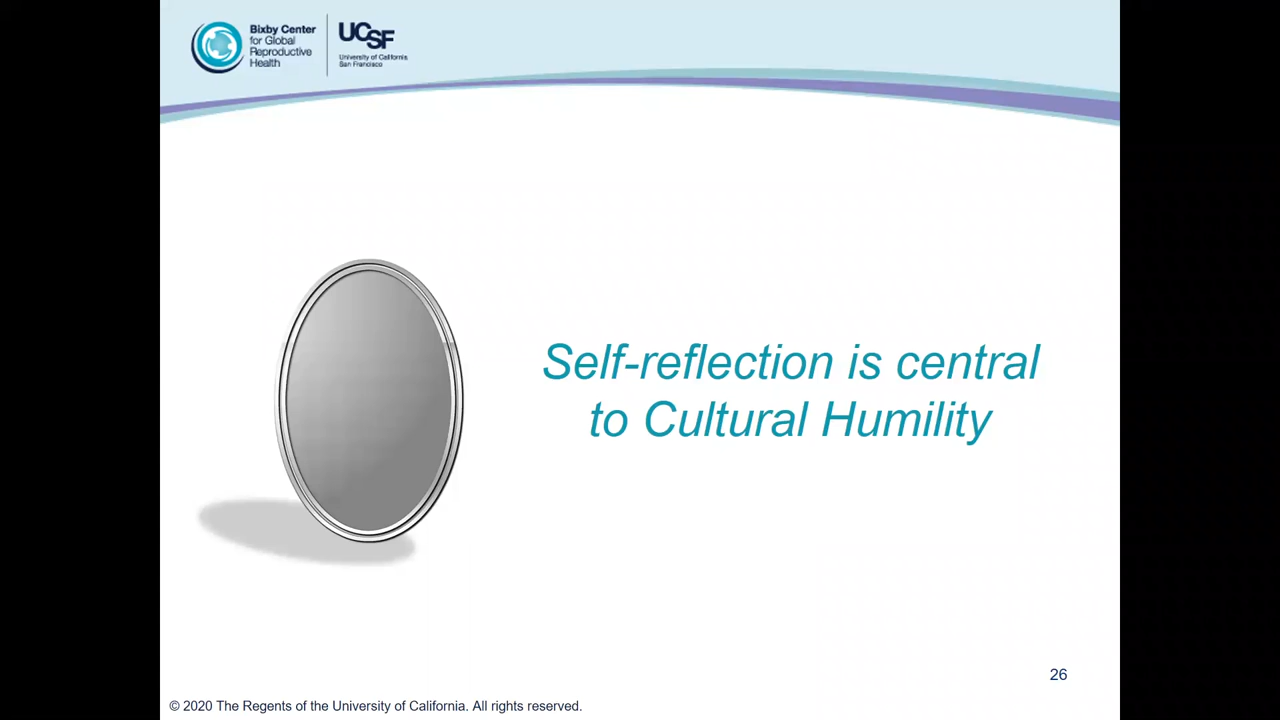 Bixby Center
for Global
Reproductive
Health
UCSF
University of California
San Francisco
Self-reflection is central
to Cultural Humility
26
© 2020 The Regents of the University of California. All rights reserved.